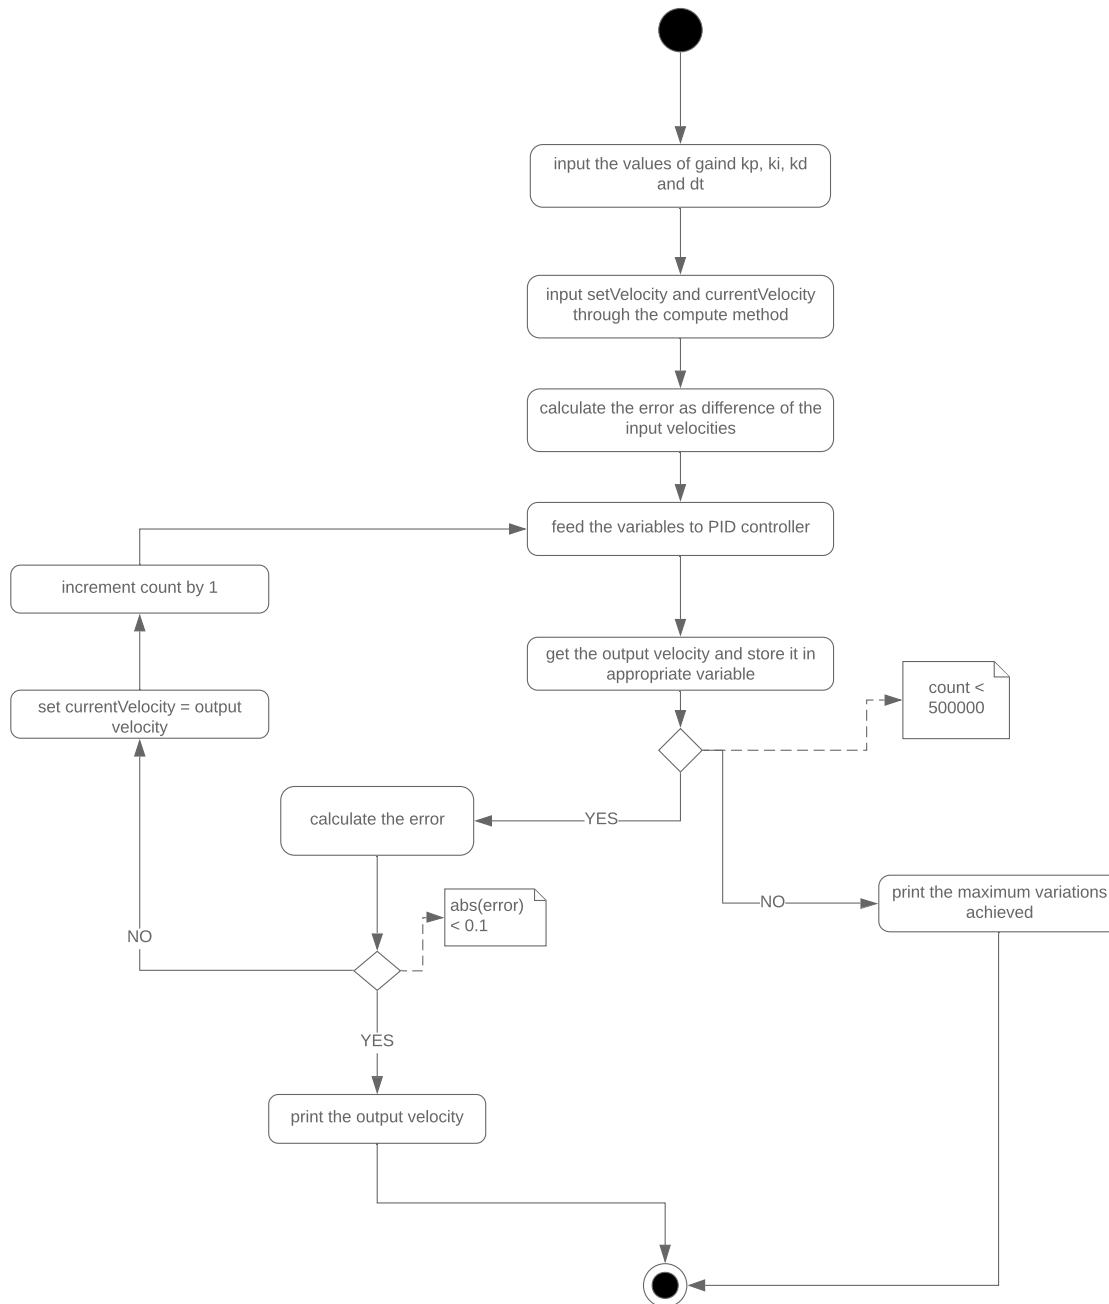 input the values of gaind kp, ki, kd
and dt
input setVelocity and currentVelocity
through the compute method
calculate the error as difference of the
input velocities
feed the variables to PID controller
increment count by 1
get the output velocity and store it in
appropriate variable
count <
500000
set currentVelocity = output
velocity
calculate the error
YES
NO
print the maximum variations
achieved
abs(error)
< 0.1
NO
YES
print the output velocity